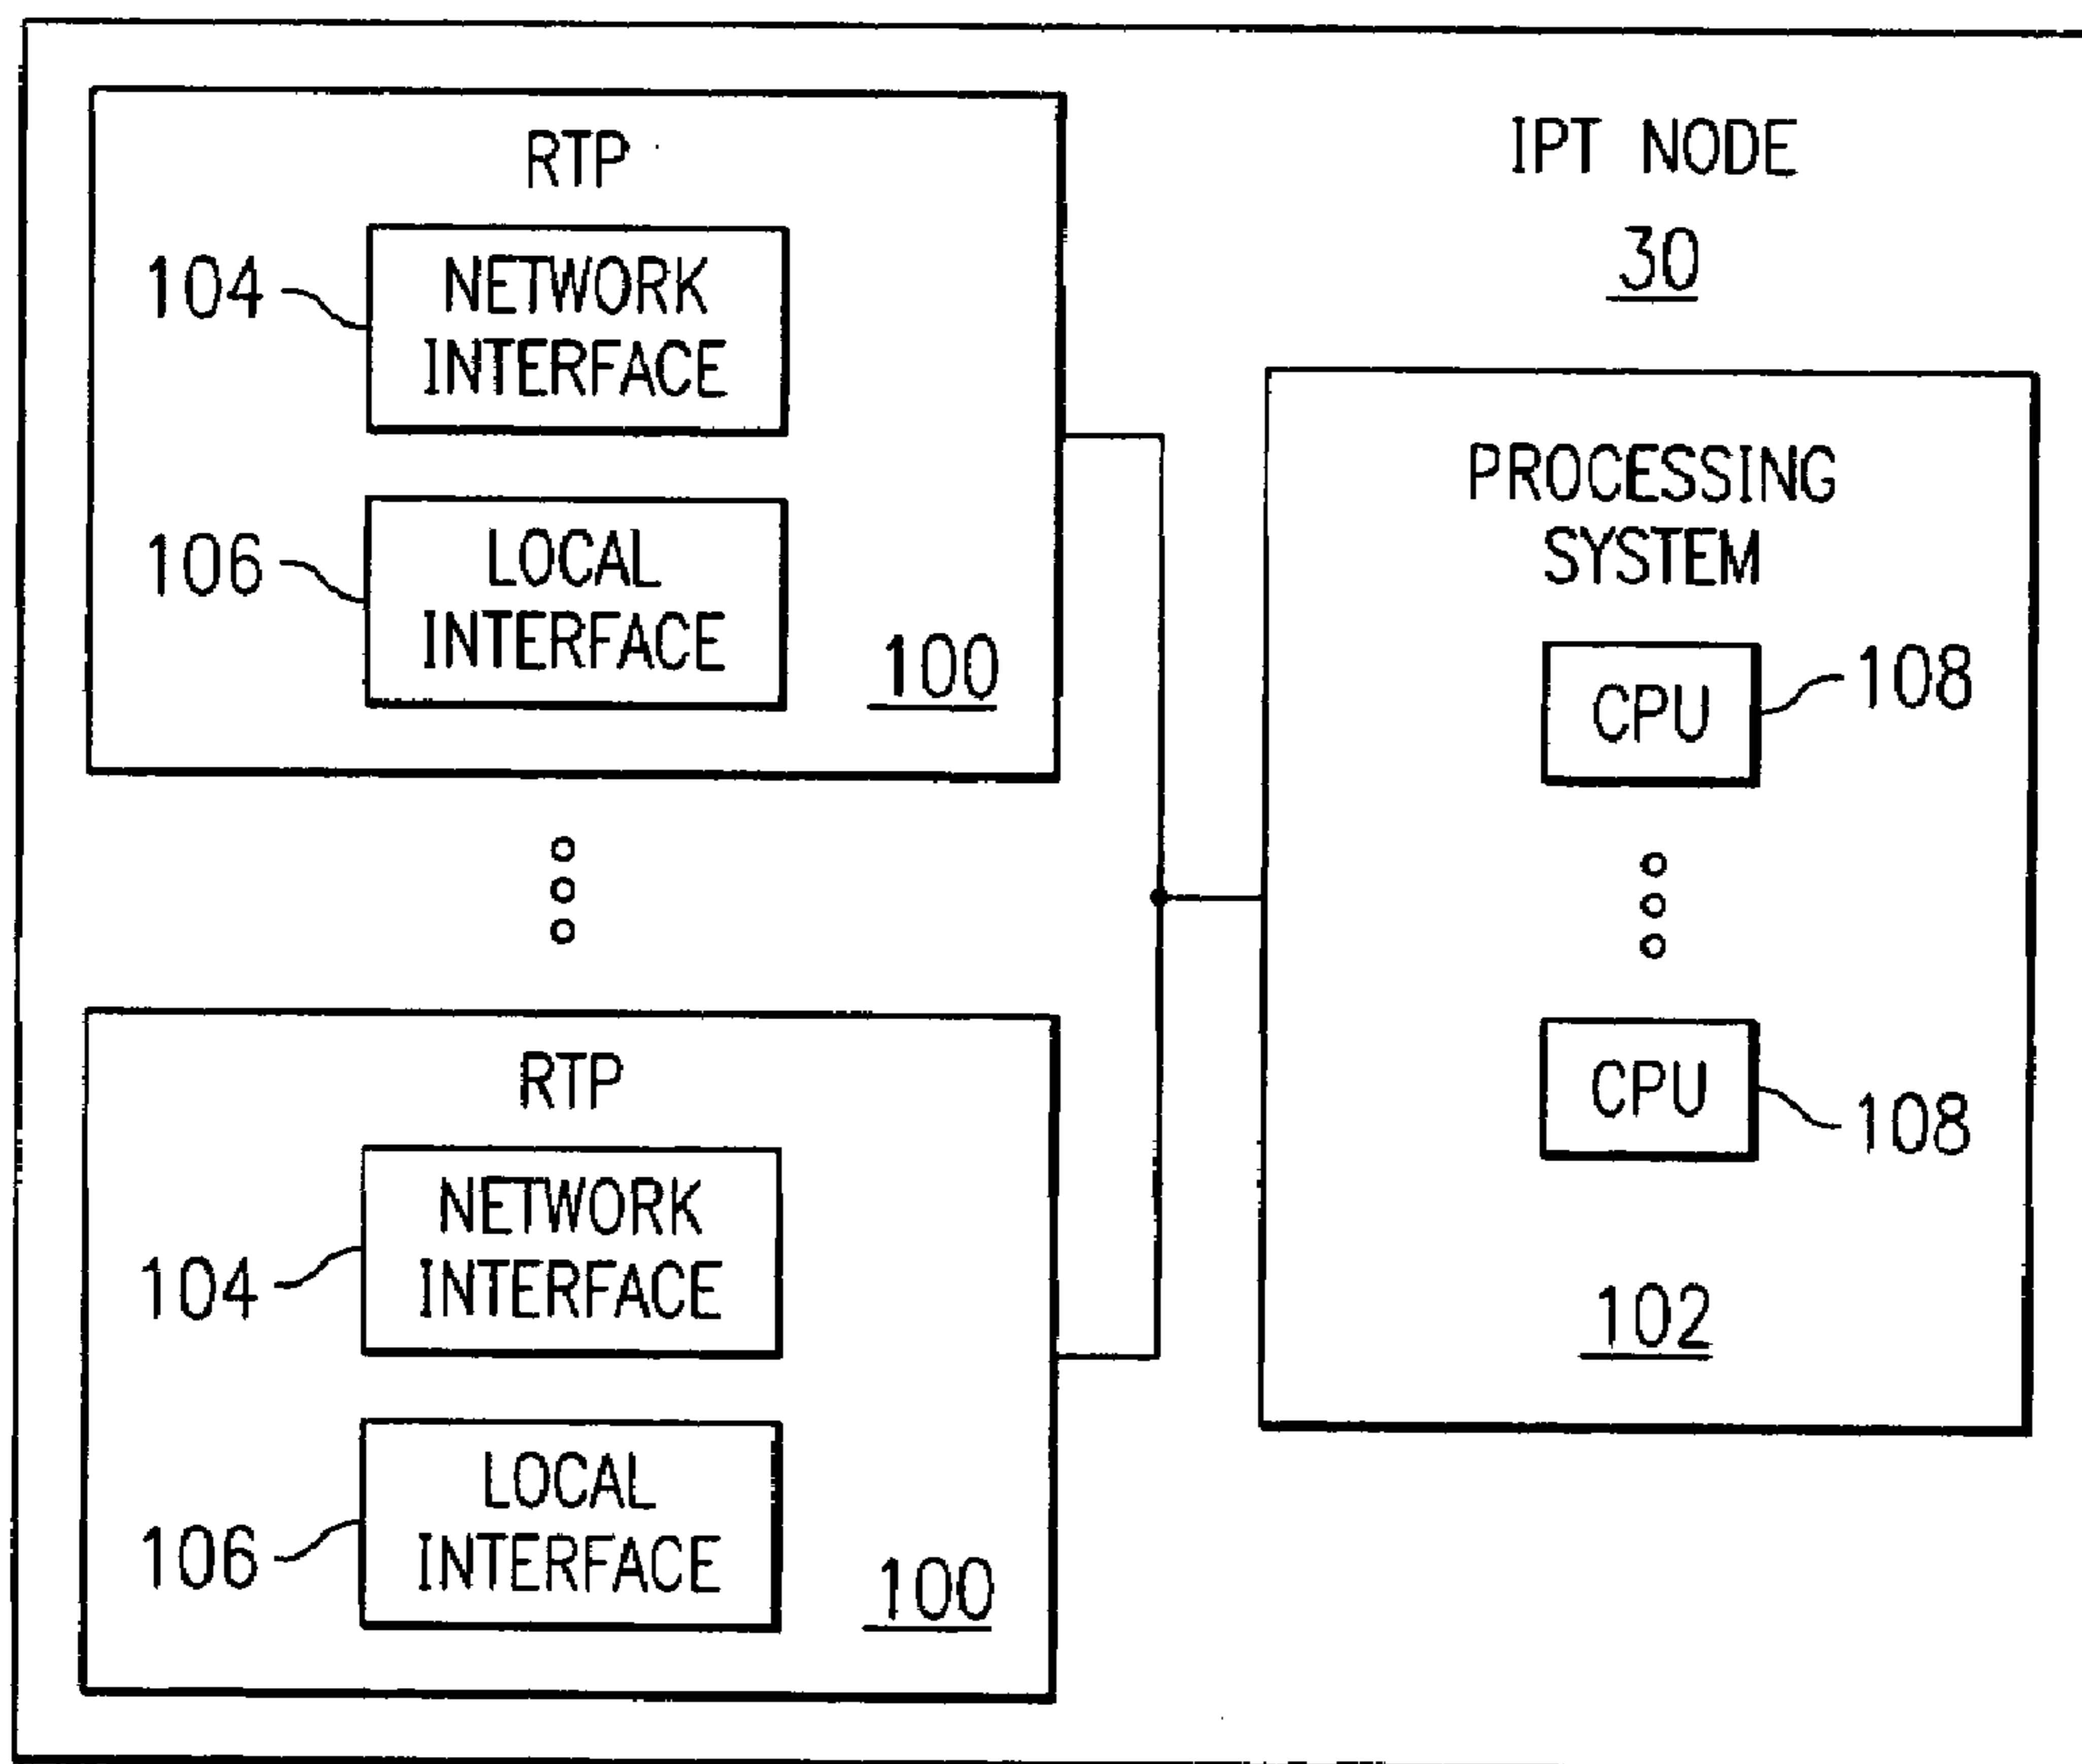 RTP
104
NETWORK
INTERFACE
106
LOCAL
INTERFACE
100
RTP
104
NETWORK
INTERFACE
106
LOCAL
INTERFACE
100
IPT NODE
30
PROCESSING
SYSTEM
CPU
108
CPU
108
102